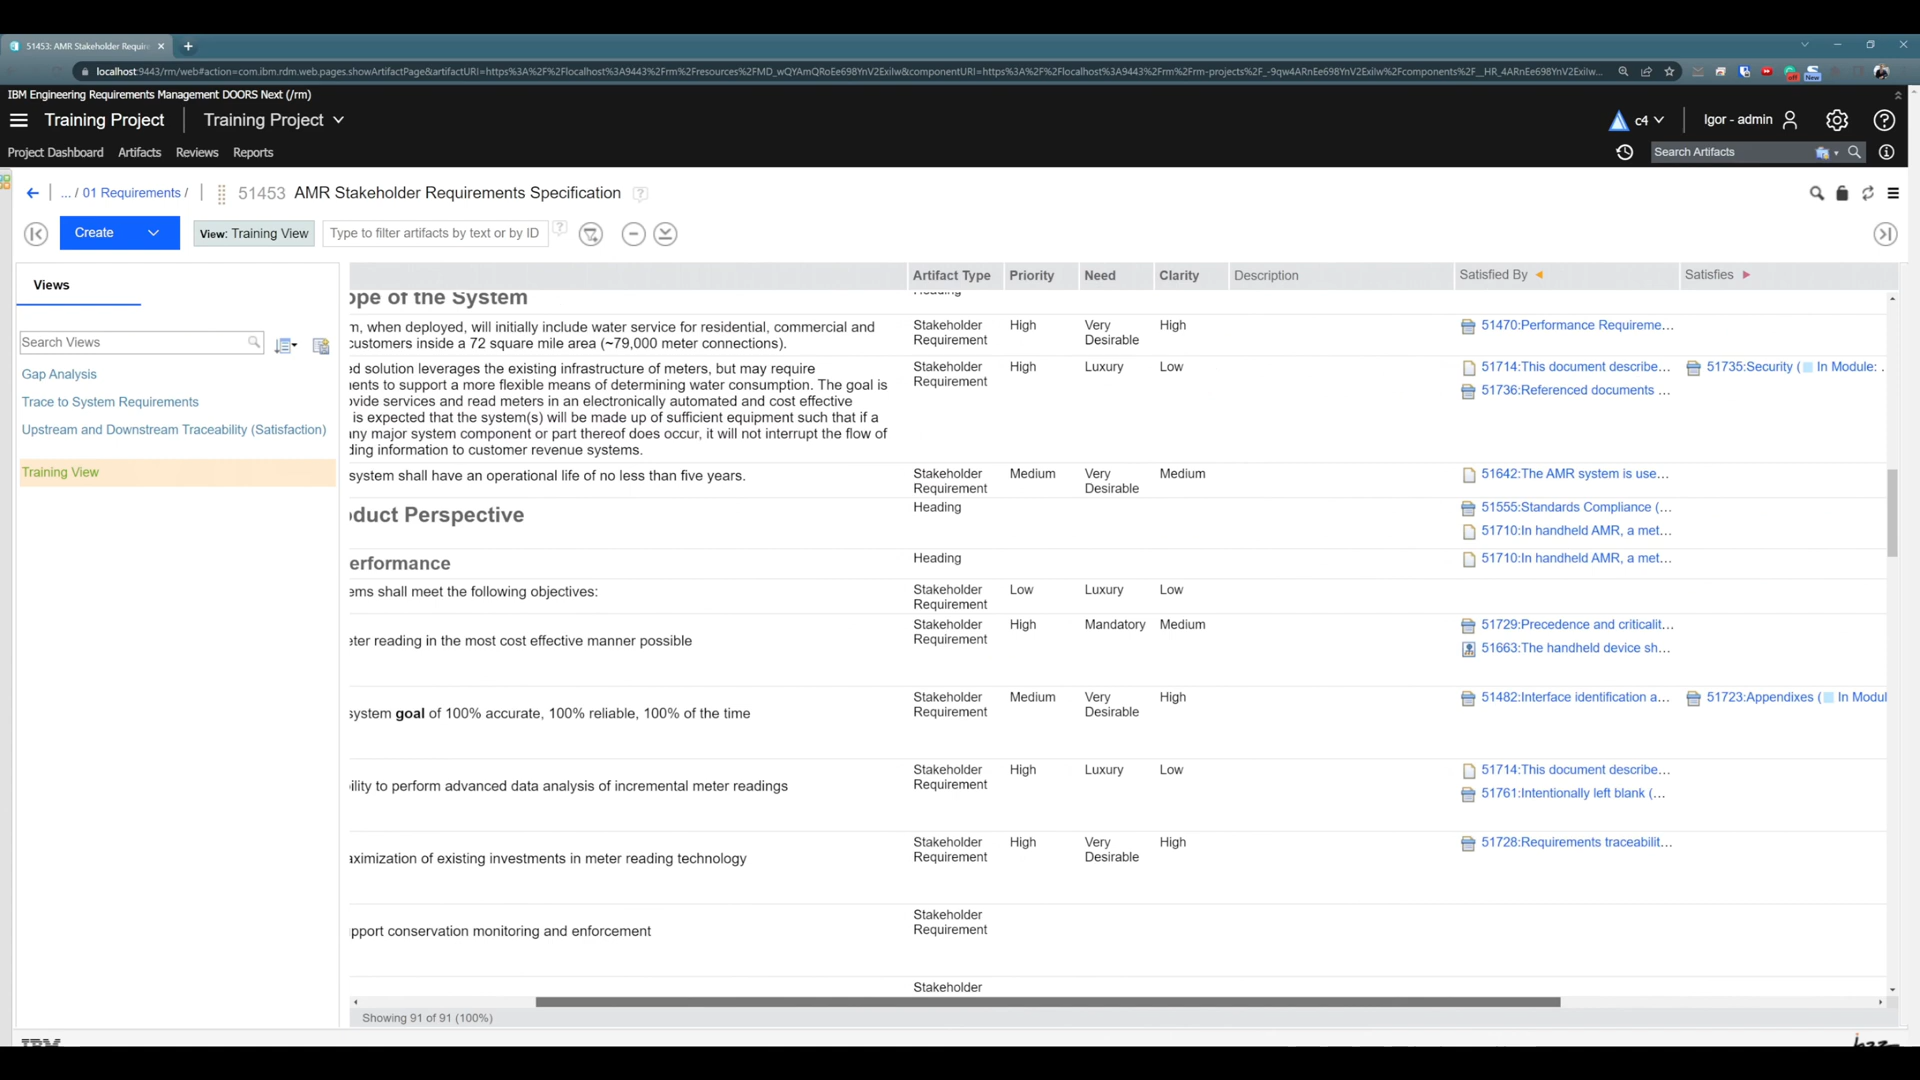 51453: AMR Stakeholder Requir
localhost:9443/rm/web#action=com.ibm.rdm.web.pages.showArtifactPage&artifactURI=https%3A%2F%2Flocalhost%3A9443%2Frm%2Fresources%2FMD_wQYAmQRoEe698YnV2Exilw&componentURI=https%3A%2F%2Flocalhost%3A9443%2Frm%2Frm-projects%2F_-9qw4ARnEe698YnV2Exilw%2Fcomponents%2F__HR_4ARnEe698YnV2Exilw...
IBM Engineering Requirements Management DOORS Next (/rm)
Training Project Training Project c4 Igor - admin
Project Dashboard Artifacts Reviews Reports Search Artifacts
... / 01 Requirements / 51453 AMR Stakeholder Requirements Specification
Create View: Training View Type to filter artifacts by text or by ID
Views
Search Views
Gap Analysis
Trace to System Requirements
Upstream and Downstream Traceability (Satisfaction)
Training View
Artifact Type Priority Need Clarity Description Satisfied By Satisfies
ope of the System Heading
m, when deployed, will initially include water service for residential, commercial and
customers inside a 72 square mile area (~79,000 meter connections).
Stakeholder Requirement High Very Desirable High 51470:Performance Requireme...
ed solution leverages the existing infrastructure of meters, but may require
nents to support a more flexible means of determining water consumption. The goal is
ovide services and read meters in an electronically automated and cost effective
is expected that the system(s) will be made up of sufficient equipment such that if a
any major system component or part thereof does occur, it will not interrupt the flow of
ding information to customer revenue systems.
Stakeholder Requirement High Luxury Low 51714:This document describe... 51735:Security ( In Module: .
51736:Referenced documents ...
system shall have an operational life of no less than five years.
Stakeholder Requirement Medium Very Desirable Medium 51642:The AMR system is use...
oduct Perspective Heading 51555:Standards Compliance (...
51710:In handheld AMR, a met...
erformance Heading 51710:In handheld AMR, a met...
ems shall meet the following objectives: Stakeholder Requirement Low Luxury Low
eter reading in the most cost effective manner possible
Stakeholder Requirement High Mandatory Medium 51729:Precedence and criticalit...
51663:The handheld device sh...
system goal of 100% accurate, 100% reliable, 100% of the time
Stakeholder Requirement Medium Very Desirable High 51482:Interface identification a... 51723:Appendixes ( In Modul
ility to perform advanced data analysis of incremental meter readings
Stakeholder Requirement High Luxury Low 51714:This document describe...
51761:Intentionally left blank (...
aximization of existing investments in meter reading technology
Stakeholder Requirement High Very Desirable High 51728:Requirements traceabilit...
pport conservation monitoring and enforcement
Stakeholder Requirement
Stakeholder
Showing 91 of 91 (100%)
IBM